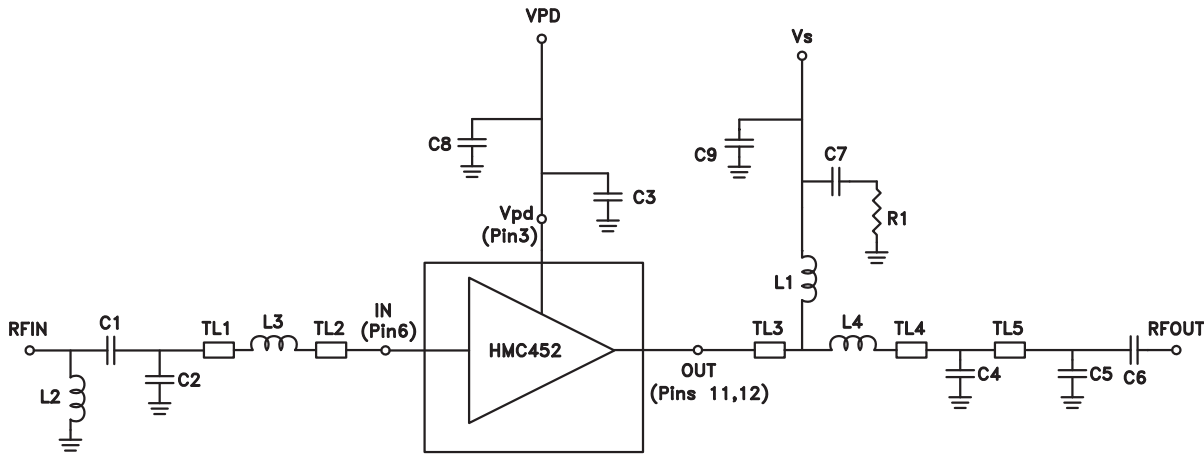 VPD
Vs
C8
C9
C7
C3
R1
Vpd
(Pin3)
L1
IN
(Pin6)
RFIN
C1
TL1
L3
TL2
HMC452
TL3
L4
TL4
TL5
RFOUT
L2
C2
OUT
(Pins 11,12)
C4
C5
C6